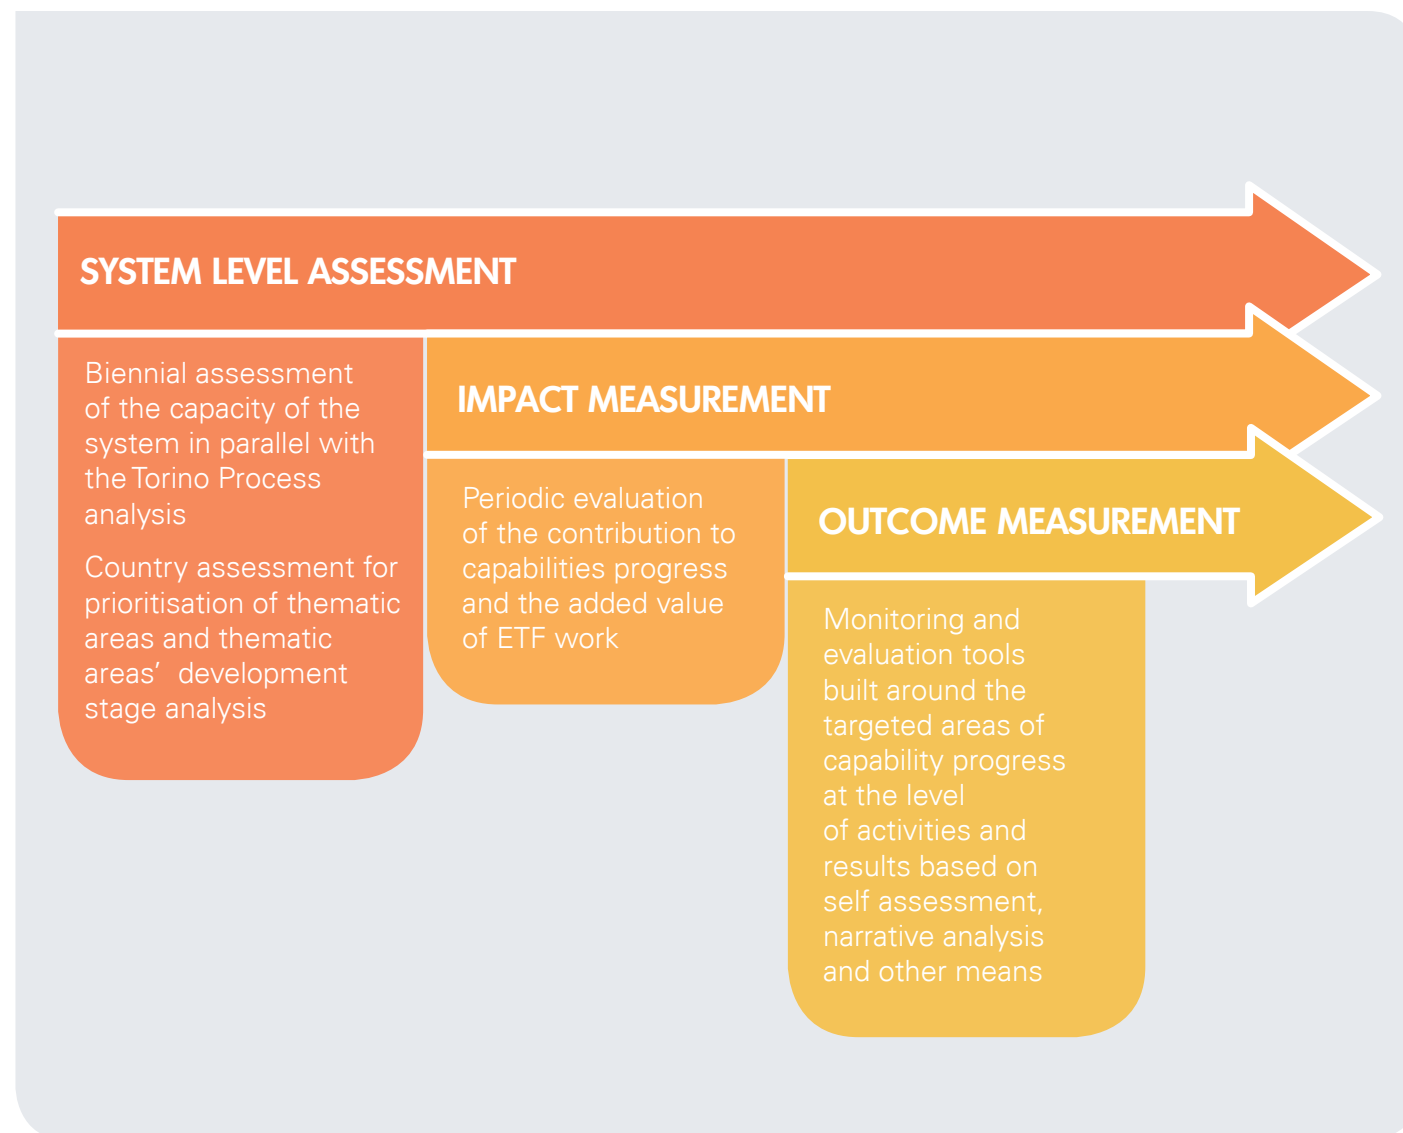 SYSTEM LEVEL ASSESSMENT
Biennial assessment
of the capacity of the
system in parallel with
the Torino Process
analysis
Country assessment for
prioritisation of thematic
areas and thematic
areas’ development
stage analysis
IMPACT MEASUREMENT
Periodic evaluation
of the contribution to
capabilities progress
and the added value
of ETF work
OUTCOME MEASUREMENT
Monitoring and
evaluation tools
built around the
targeted areas of
capability progress
at the level
of activities and
results based on
self assessment,
narrative analysis
and other means